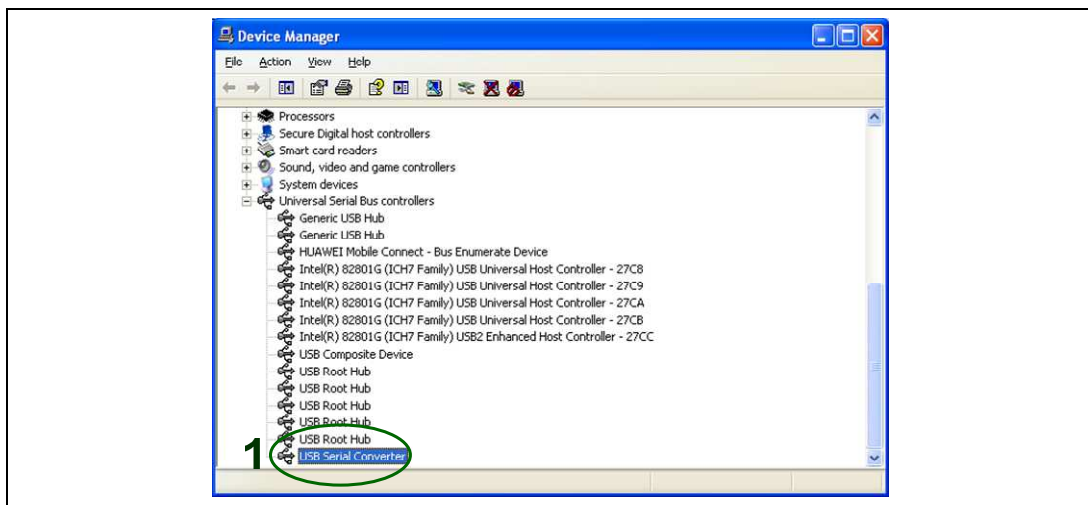 Device Manager
File Action View Help
Processors
Secure Digital host controllers
Smart card readers
Sound, video and game controllers
System devices
Universal Serial Bus controllers
Generic USB Hub
Generic USB Hub
HUAWEI Mobile Connect - Bus Enumerate Device
Intel(R) 82801G (ICH7 Family) USB Universal Host Controller - 27C8
Intel(R) 82801G (ICH7 Family) USB Universal Host Controller - 27C9
Intel(R) 82801G (ICH7 Family) USB Universal Host Controller - 27CA
Intel(R) 82801G (ICH7 Family) USB Universal Host Controller - 27CB
Intel(R) 82801G (ICH7 Family) USB2 Enhanced Host Controller - 27CC
USB Composite Device
USB Root Hub
USB Root Hub
USB Root Hub
USB Root Hub
USB Root Hub
1 USB Serial Converter